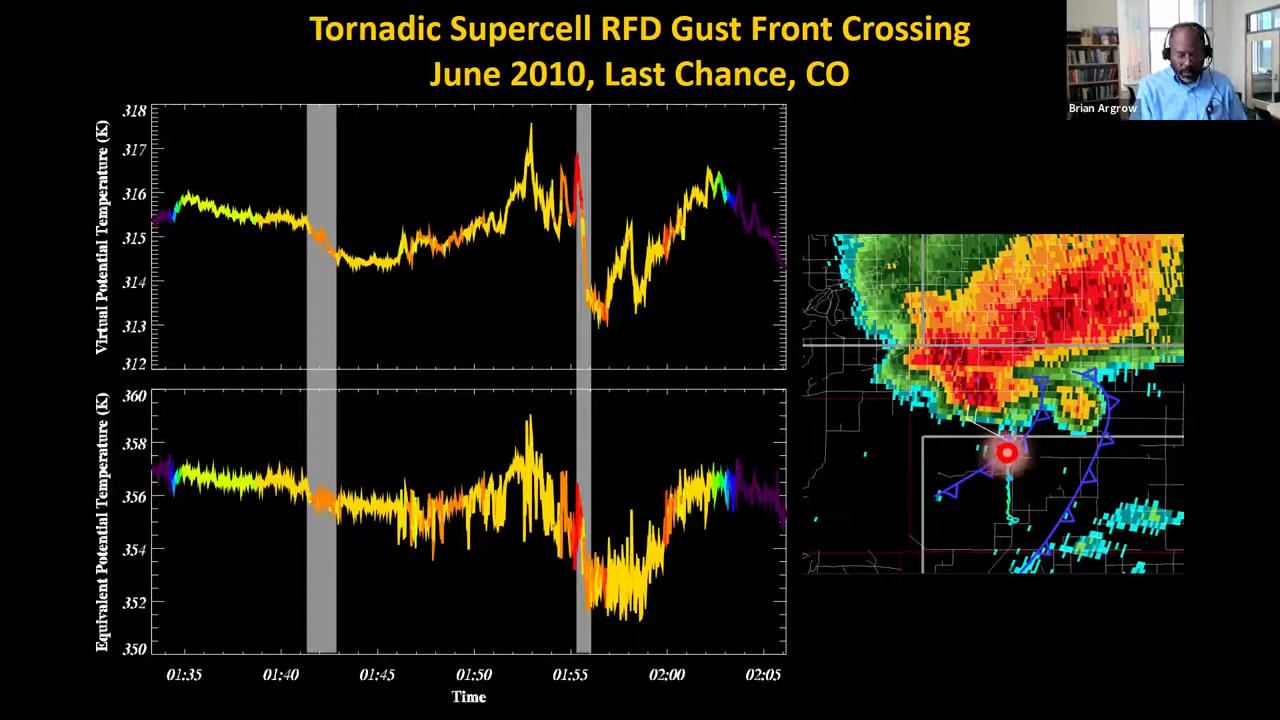 Tornadic Supercell RFD Gust Front Crossing
June 2010, Last Chance, CO
Brian Argrow
Virtual Potential Temperature (K)
318
317
316
315
314
313
312
Equivalent Potential Temperature (K)
360
358
356
354
352
350
01:35 01:40 01:45 01:50 01:55 02:00 02:05
Time